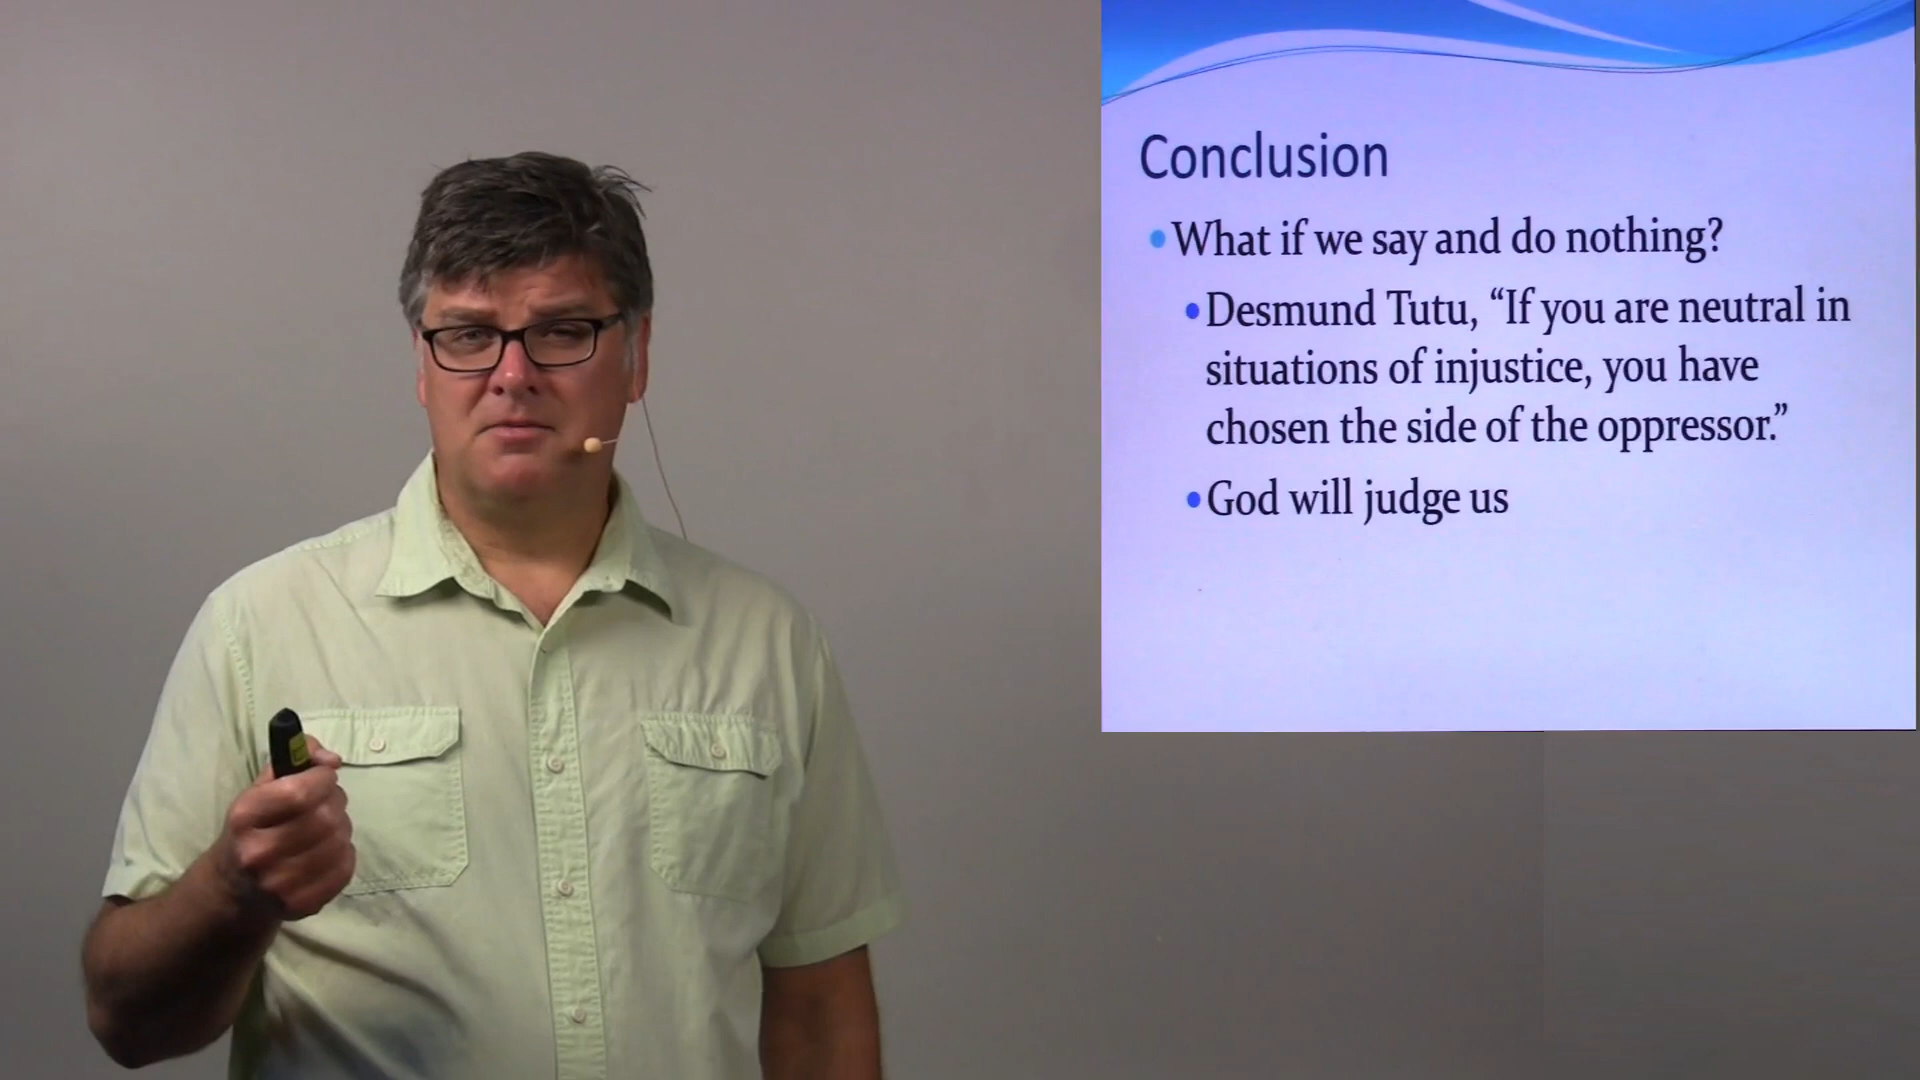 Conclusion
What if we say and do nothing?
Desmund Tutu, “If you are neutral in
situations of injustice, you have
chosen the side of the oppressor.”
God will judge us